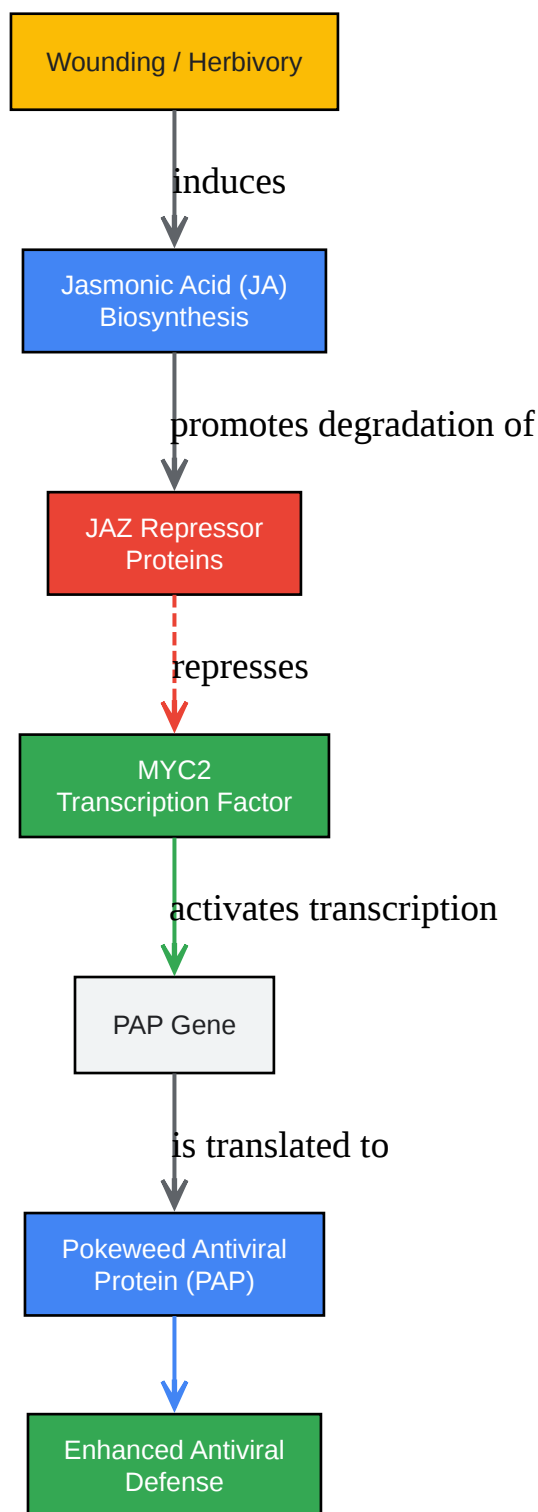 Wounding / Herbivory
induces
Jasmonic Acid (JA)
Biosynthesis
promotes degradation of
JAZ Repressor
Proteins
represses
MYC2
Transcription Factor
activates transcription
PAP Gene
is translated to
Pokeweed Antiviral
Protein (PAP)
Enhanced Antiviral
Defense